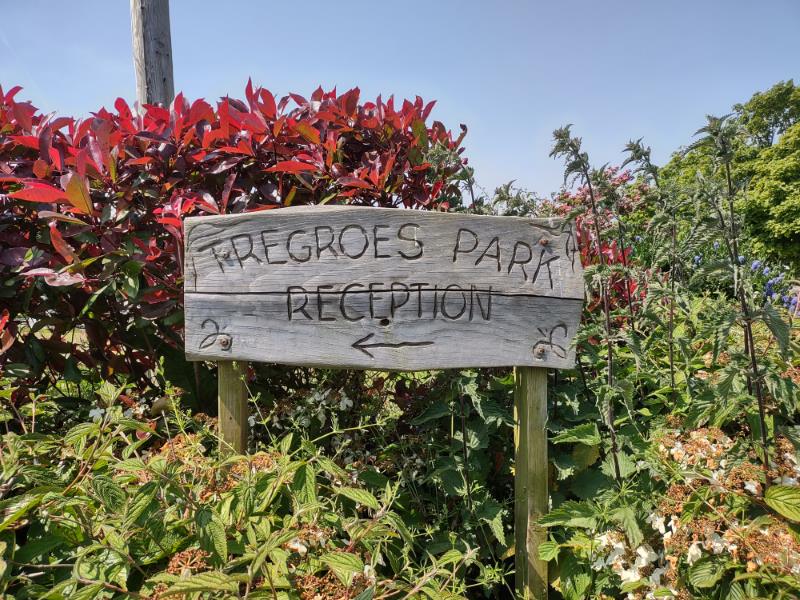 TREGROES PARK
RECEPTION
←